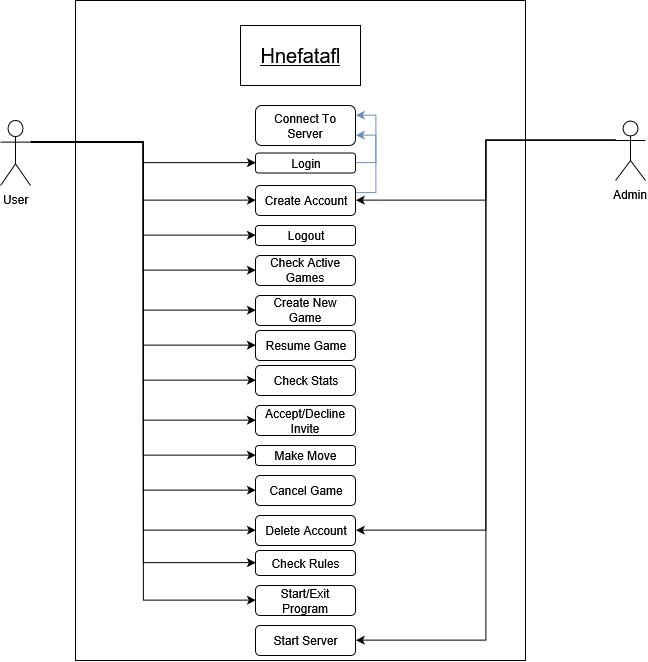 Hnefatafl
Connect To
Server
Login
Create Account
Logout
Check Active
Games
Create New
Game
Resume Game
Check Stats
Accept/Decline
Invite
Make Move
Cancel Game
Delete Account
Check Rules
Start/Exit
Program
Start Server
User
Admin